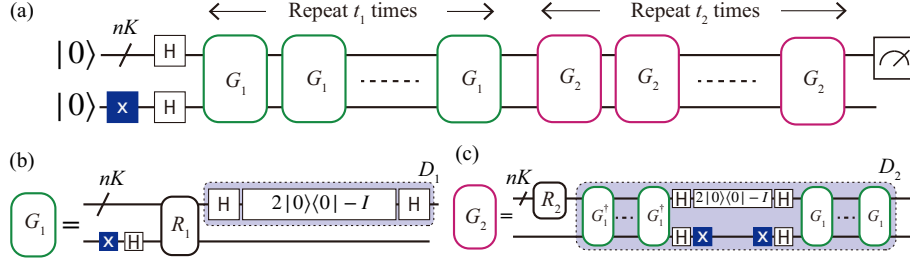 (a) Repeat t₁ times Repeat t₂ times
|0⟩ nK H
G₁ G₁ G₁ G₂ G₂ G₂
|0⟩ X H
(b) nK D₁
G₁ = R₁ H 2|0⟩⟨0| − I H
X H
(c) nK D₂
G₂ = R₂ G₁† G₁† H 2|0⟩⟨0| − I H G₁ G₁
H X X H